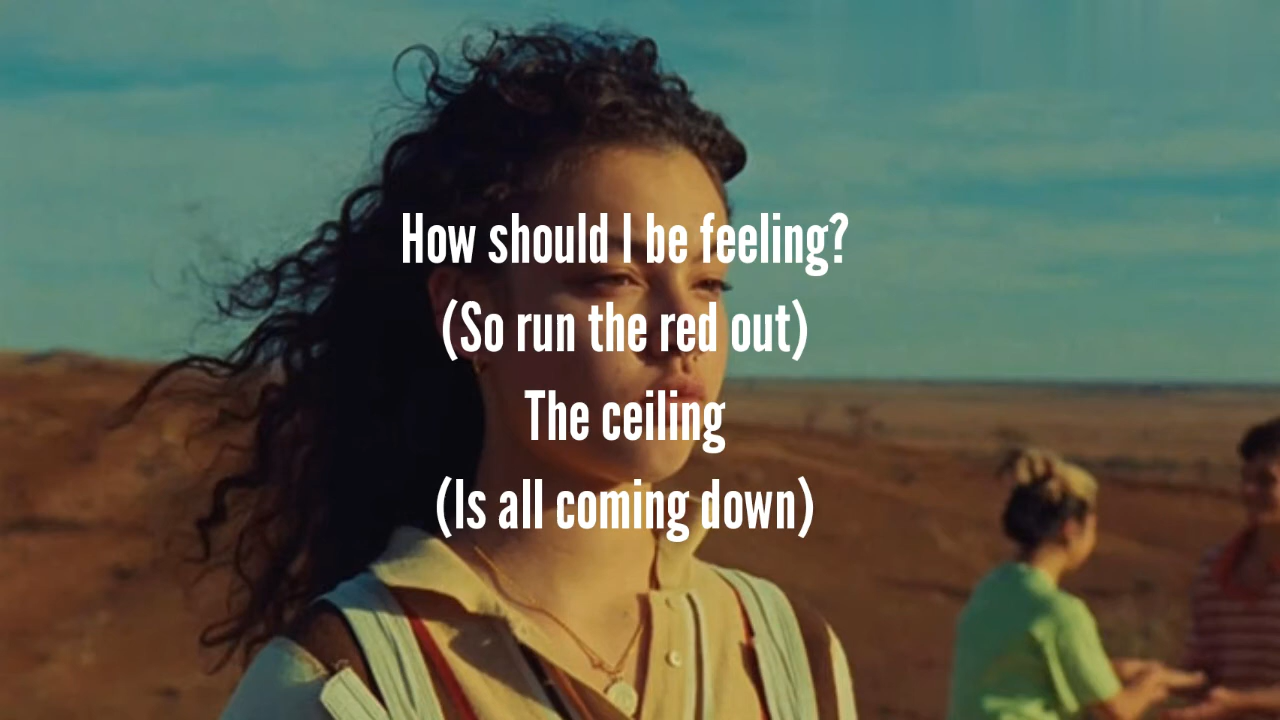 How should I be feeling?
(So run the red out)
The ceiling
(Is all coming down)